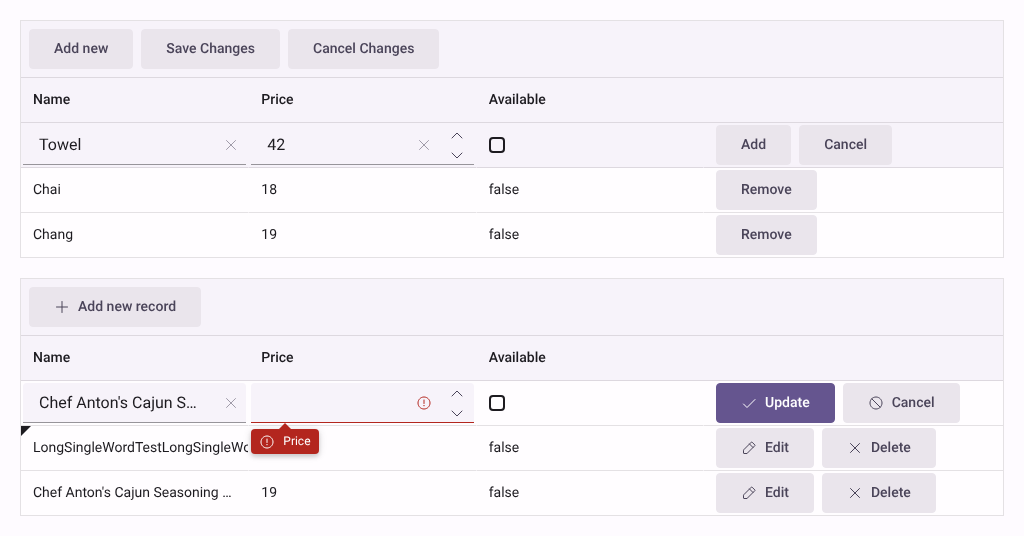 Add new Save Changes Cancel Changes
Name Price Available
Towel 42 Add Cancel
Chai 18 false Remove
Chang 19 false Remove
Add new record
Name Price Available
Chef Anton's Cajun S... Update Cancel
Price
LongSingleWordTestLongSingleWo false Edit Delete
Chef Anton's Cajun Seasoning ... 19 false Edit Delete